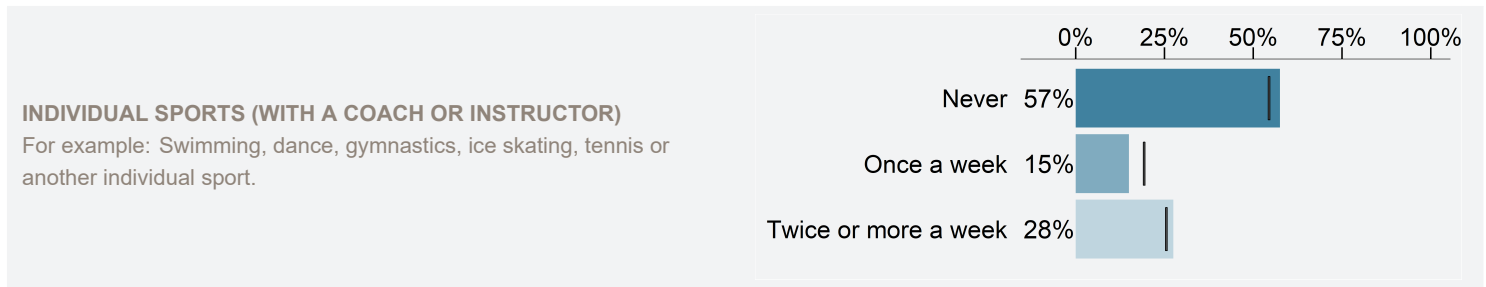 INDIVIDUAL SPORTS (WITH A COACH OR INSTRUCTOR)
For example: Swimming, dance, gymnastics, ice skating, tennis or
another individual sport.
0% 25% 50% 75% 100%
Never 57%
Once a week 15%
Twice or more a week 28%